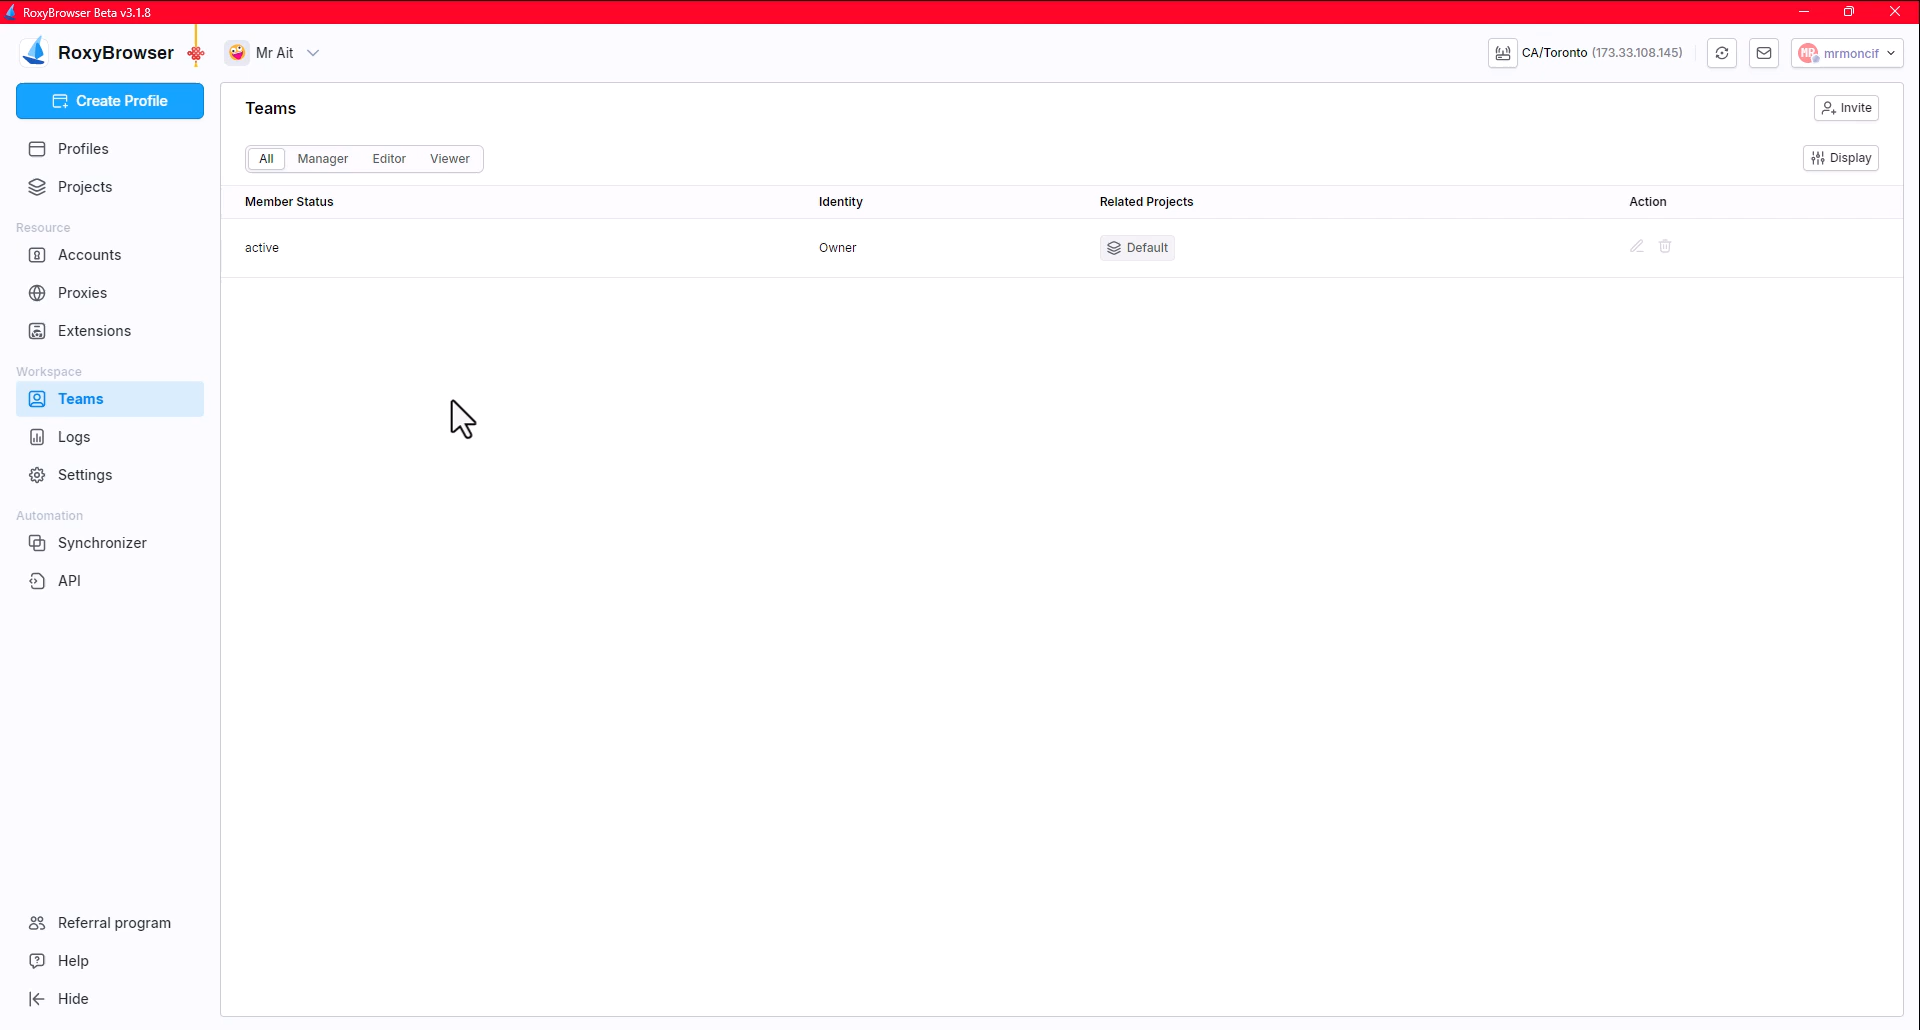 RoxyBrowser Beta v3.1.8
RoxyBrowser
Mr Ait
CA/Toronto (173.33.108.145)
MR
mrmoncif
Create Profile
Profiles
Projects
Resource
Accounts
Proxies
Extensions
Workspace
Teams
Logs
Settings
Automation
Synchronizer
API
Referral program
Help
Hide
Teams
Invite
All Manager Editor Viewer
Display
Member Status Identity Related Projects Action
active Owner Default